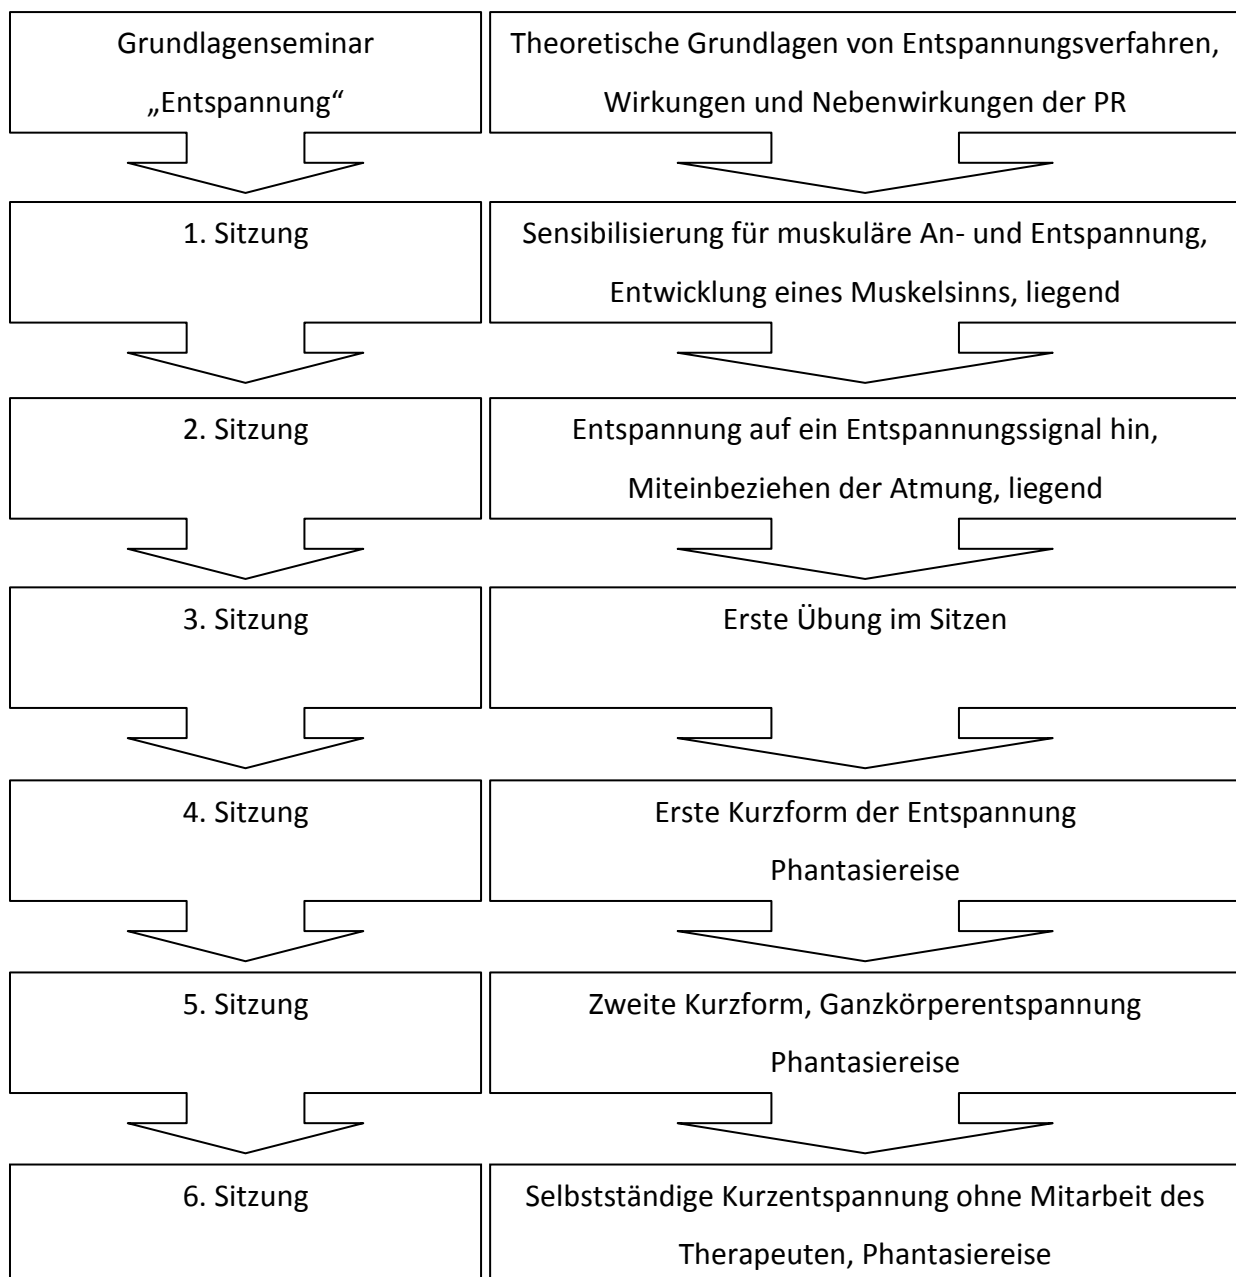 Grundlagenseminar
„Entspannung“
Theoretische Grundlagen von Entspannungsverfahren,
Wirkungen und Nebenwirkungen der PR
1. Sitzung
Sensibilisierung für muskuläre An- und Entspannung,
Entwicklung eines Muskelsinns, liegend
2. Sitzung
Entspannung auf ein Entspannungssignal hin,
Miteinbeziehen der Atmung, liegend
3. Sitzung
Erste Übung im Sitzen
4. Sitzung
Erste Kurzform der Entspannung
Phantasiereise
5. Sitzung
Zweite Kurzform, Ganzkörperentspannung
Phantasiereise
6. Sitzung
Selbstständige Kurzentspannung ohne Mitarbeit des
Therapeuten, Phantasiereise